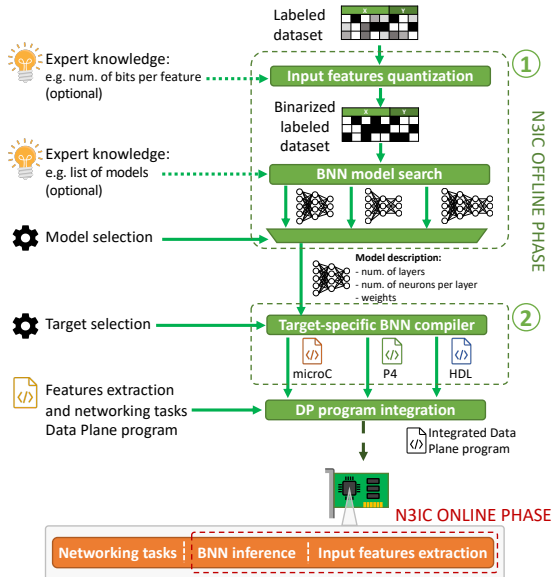 Labeled
dataset
X Y
Expert knowledge:
e.g. num. of bits per feature
(optional)
Input features quantization
1
Binarized
labeled
dataset
X Y
Expert knowledge:
e.g. list of models
(optional)
BNN model search
N3IC OFFLINE PHASE
Model selection
Model description:
- num. of layers
- num. of neurons per layer
- weights
Target selection
Target-specific BNN compiler
2
microC
P4
HDL
Features extraction
and networking tasks
Data Plane program
DP program integration
Integrated Data
Plane program
N3IC ONLINE PHASE
Networking tasks
BNN inference
Input features extraction